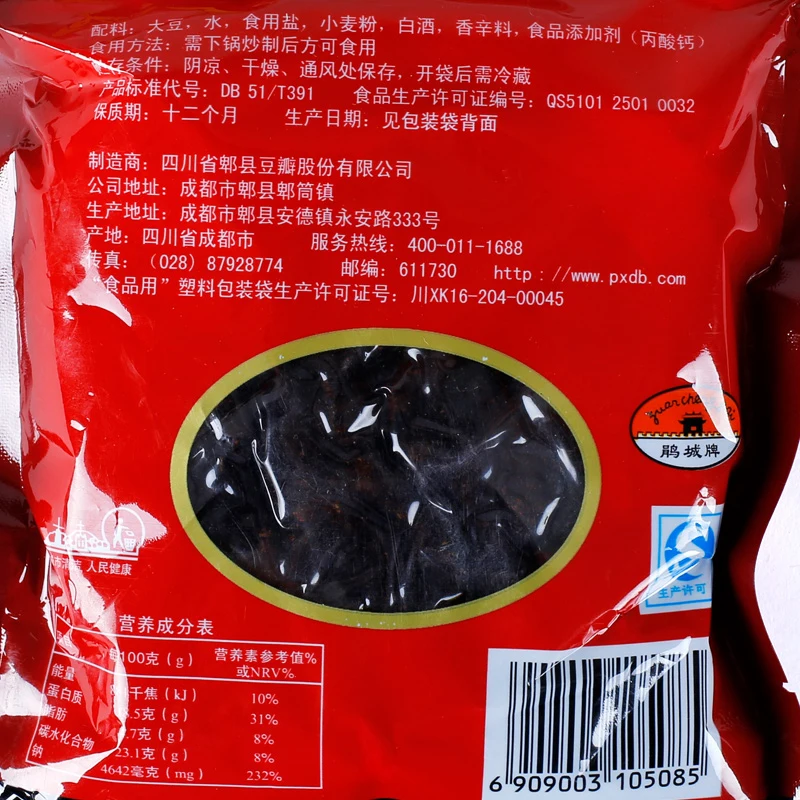 配料：大豆，水，食用盐，小麦粉，白酒，香辛料，食品添加剂（丙酸钙）
食用方法：需下锅炒制后方可食用
存条件：阴凉、干燥、通风处保存，开袋后需冷藏
产品标准代号：DB 51/T391 食品生产许可证编号：QS5101 2501 0032
保质期：十二个月 生产日期：见包装袋背面
制造商：四川省郫县豆瓣股份有限公司
公司地址：成都市郫县郫筒镇
生产地址：成都市郫县安德镇永安路333号
产地：四川省成都市 服务热线：400-011-1688
传真：（028）87928774 邮编：611730 http：//www.pxdb.com
“食品用”塑料包装袋生产许可证号：川XK16-204-00045
鹃城牌
人民健康
生产许可
营养成分表
100克（g） 营养素参考值%
或NRV%
能量 千焦（kJ） 10%
蛋白质 .5克（g） 31%
脂肪 .7克（g） 8%
碳水化合物 23.1克（g） 8%
钠 4642毫克（mg） 232%
6 909003 105085